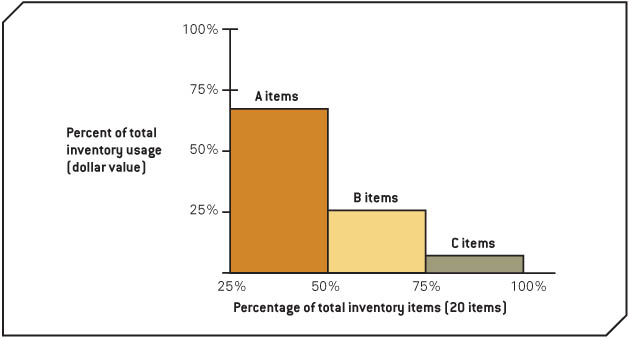 100%
75%
A items
Percent of total
inventory usage
(dollar value)
50%
B items
25%
C items
25% 50% 75% 100%
Percentage of total inventory items (20 items)